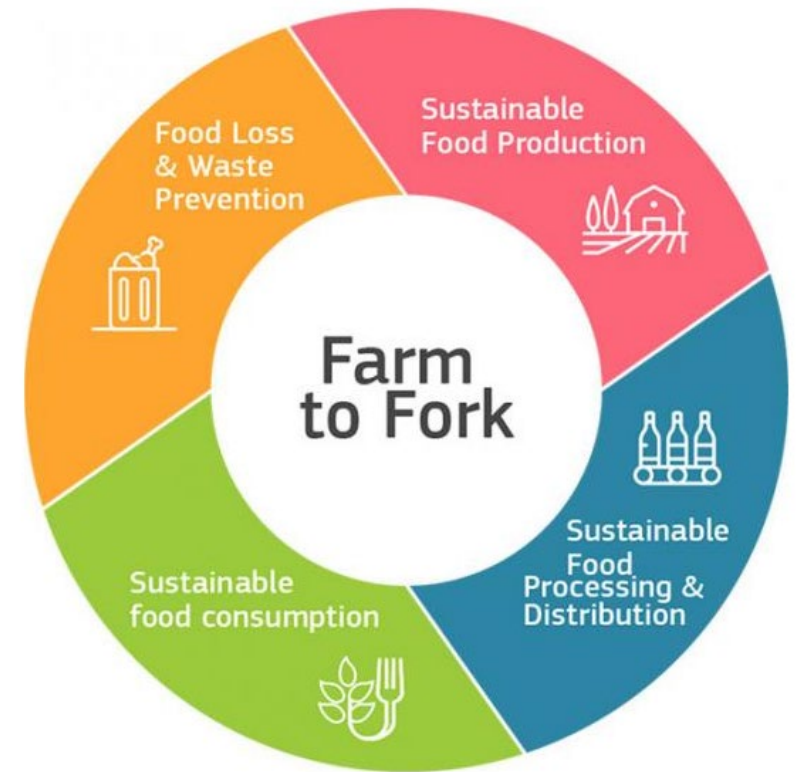 Food Loss
& Waste
Prevention
Sustainable
Food Production
Farm
to Fork
Sustainable
Food
Processing &
Distribution
Sustainable
food consumption